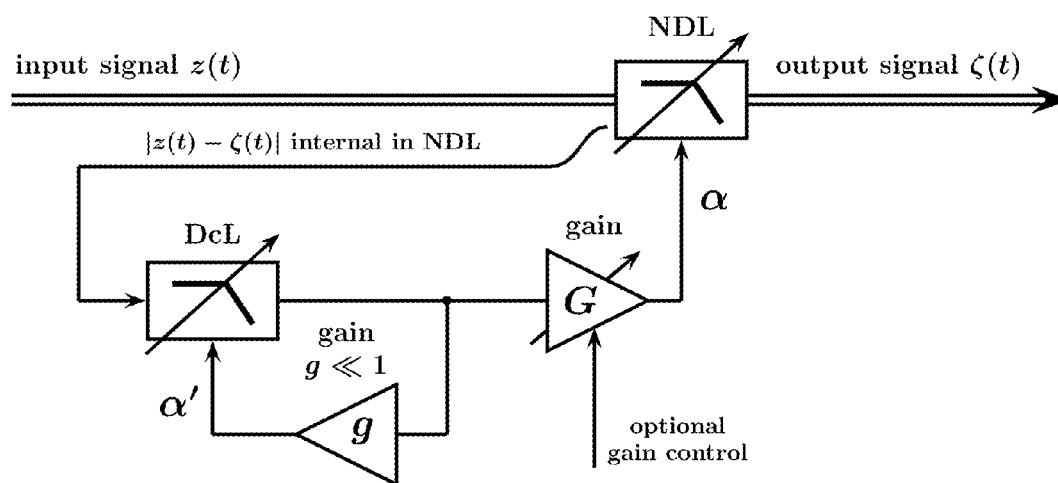 NDL
input signal z(t)
output signal ζ(t)
|z(t) − ζ(t)| internal in NDL
α
DcL
gain
G
gain
g ≪ 1
α′
g
optional
gain control